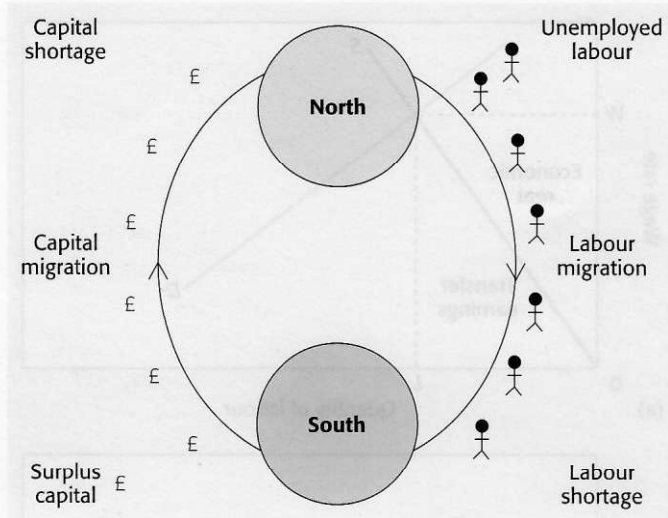 Capital
shortage
Unemployed
labour
£
£
North
£
Capital
migration
Labour
migration
£
£
South
£
Surplus
capital £
Labour
shortage